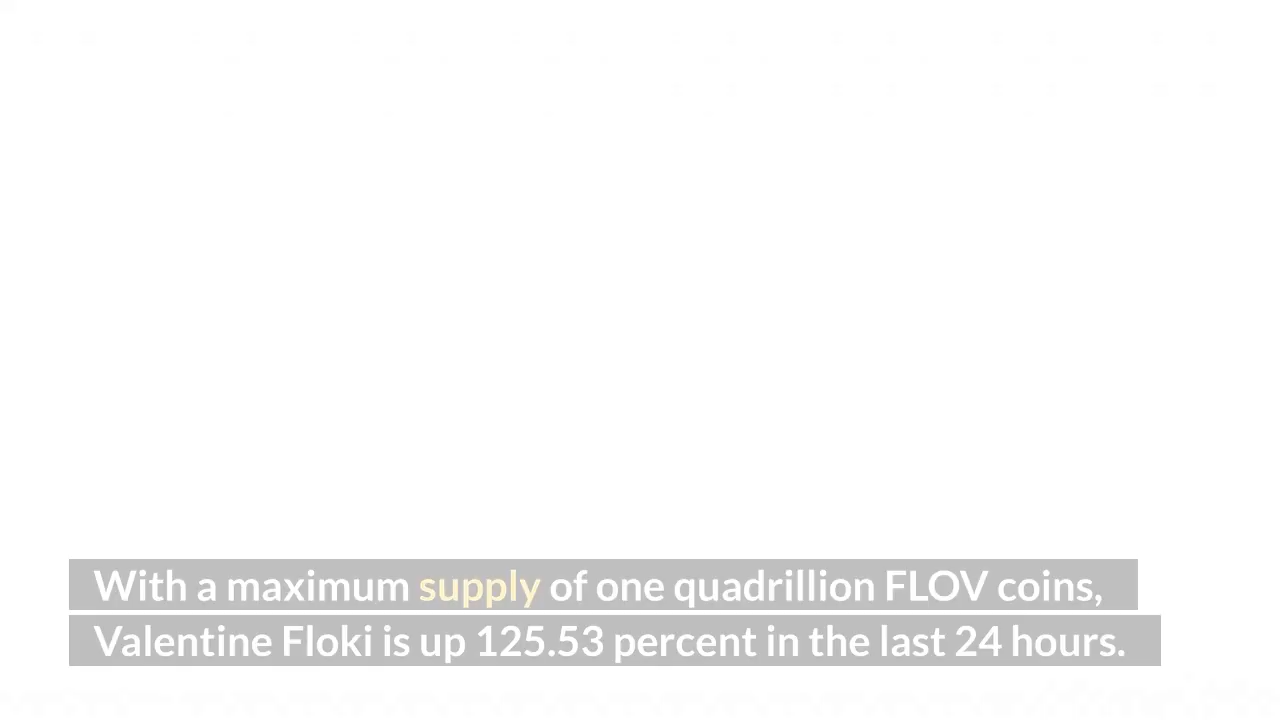 With a maximum supply of one quadrillion FLOV coins,
Valentine Floki is up 125.53 percent in the last 24 hours.